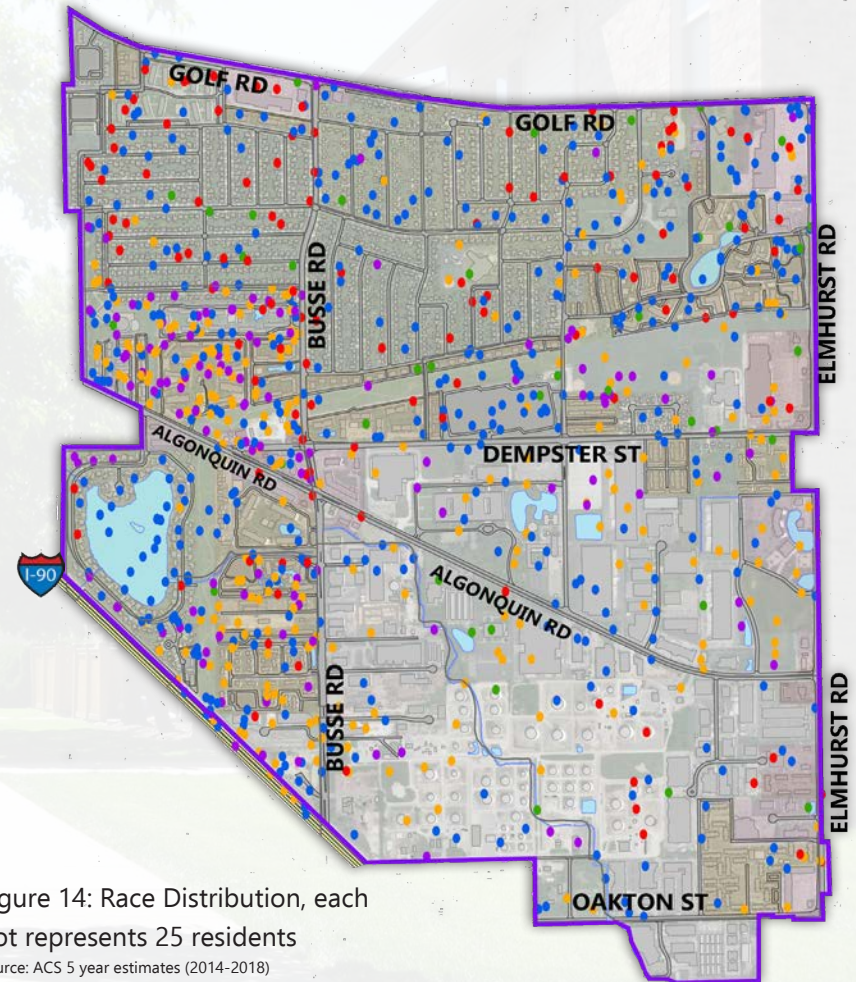 GOLF RD
GOLF RD
BUSSE RD
ELMHURST RD
ALGONQUIN RD
DEMPSTER ST
I-90
ALGONQUIN RD
BUSSE RD
ELMHURST RD
OAKTON ST
gure 14: Race Distribution, each
ot represents 25 residents
urce: ACS 5 year estimates (2014-2018)